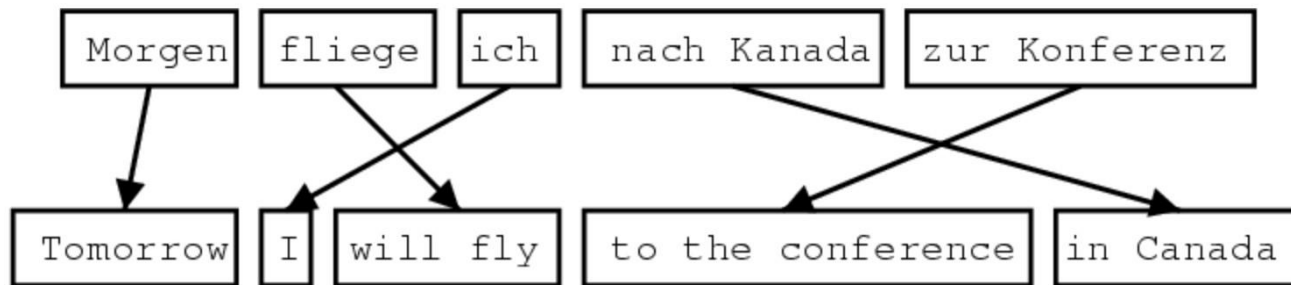 Morgen fliege ich nach Kanada zur Konferenz
Tomorrow I will fly to the conference in Canada